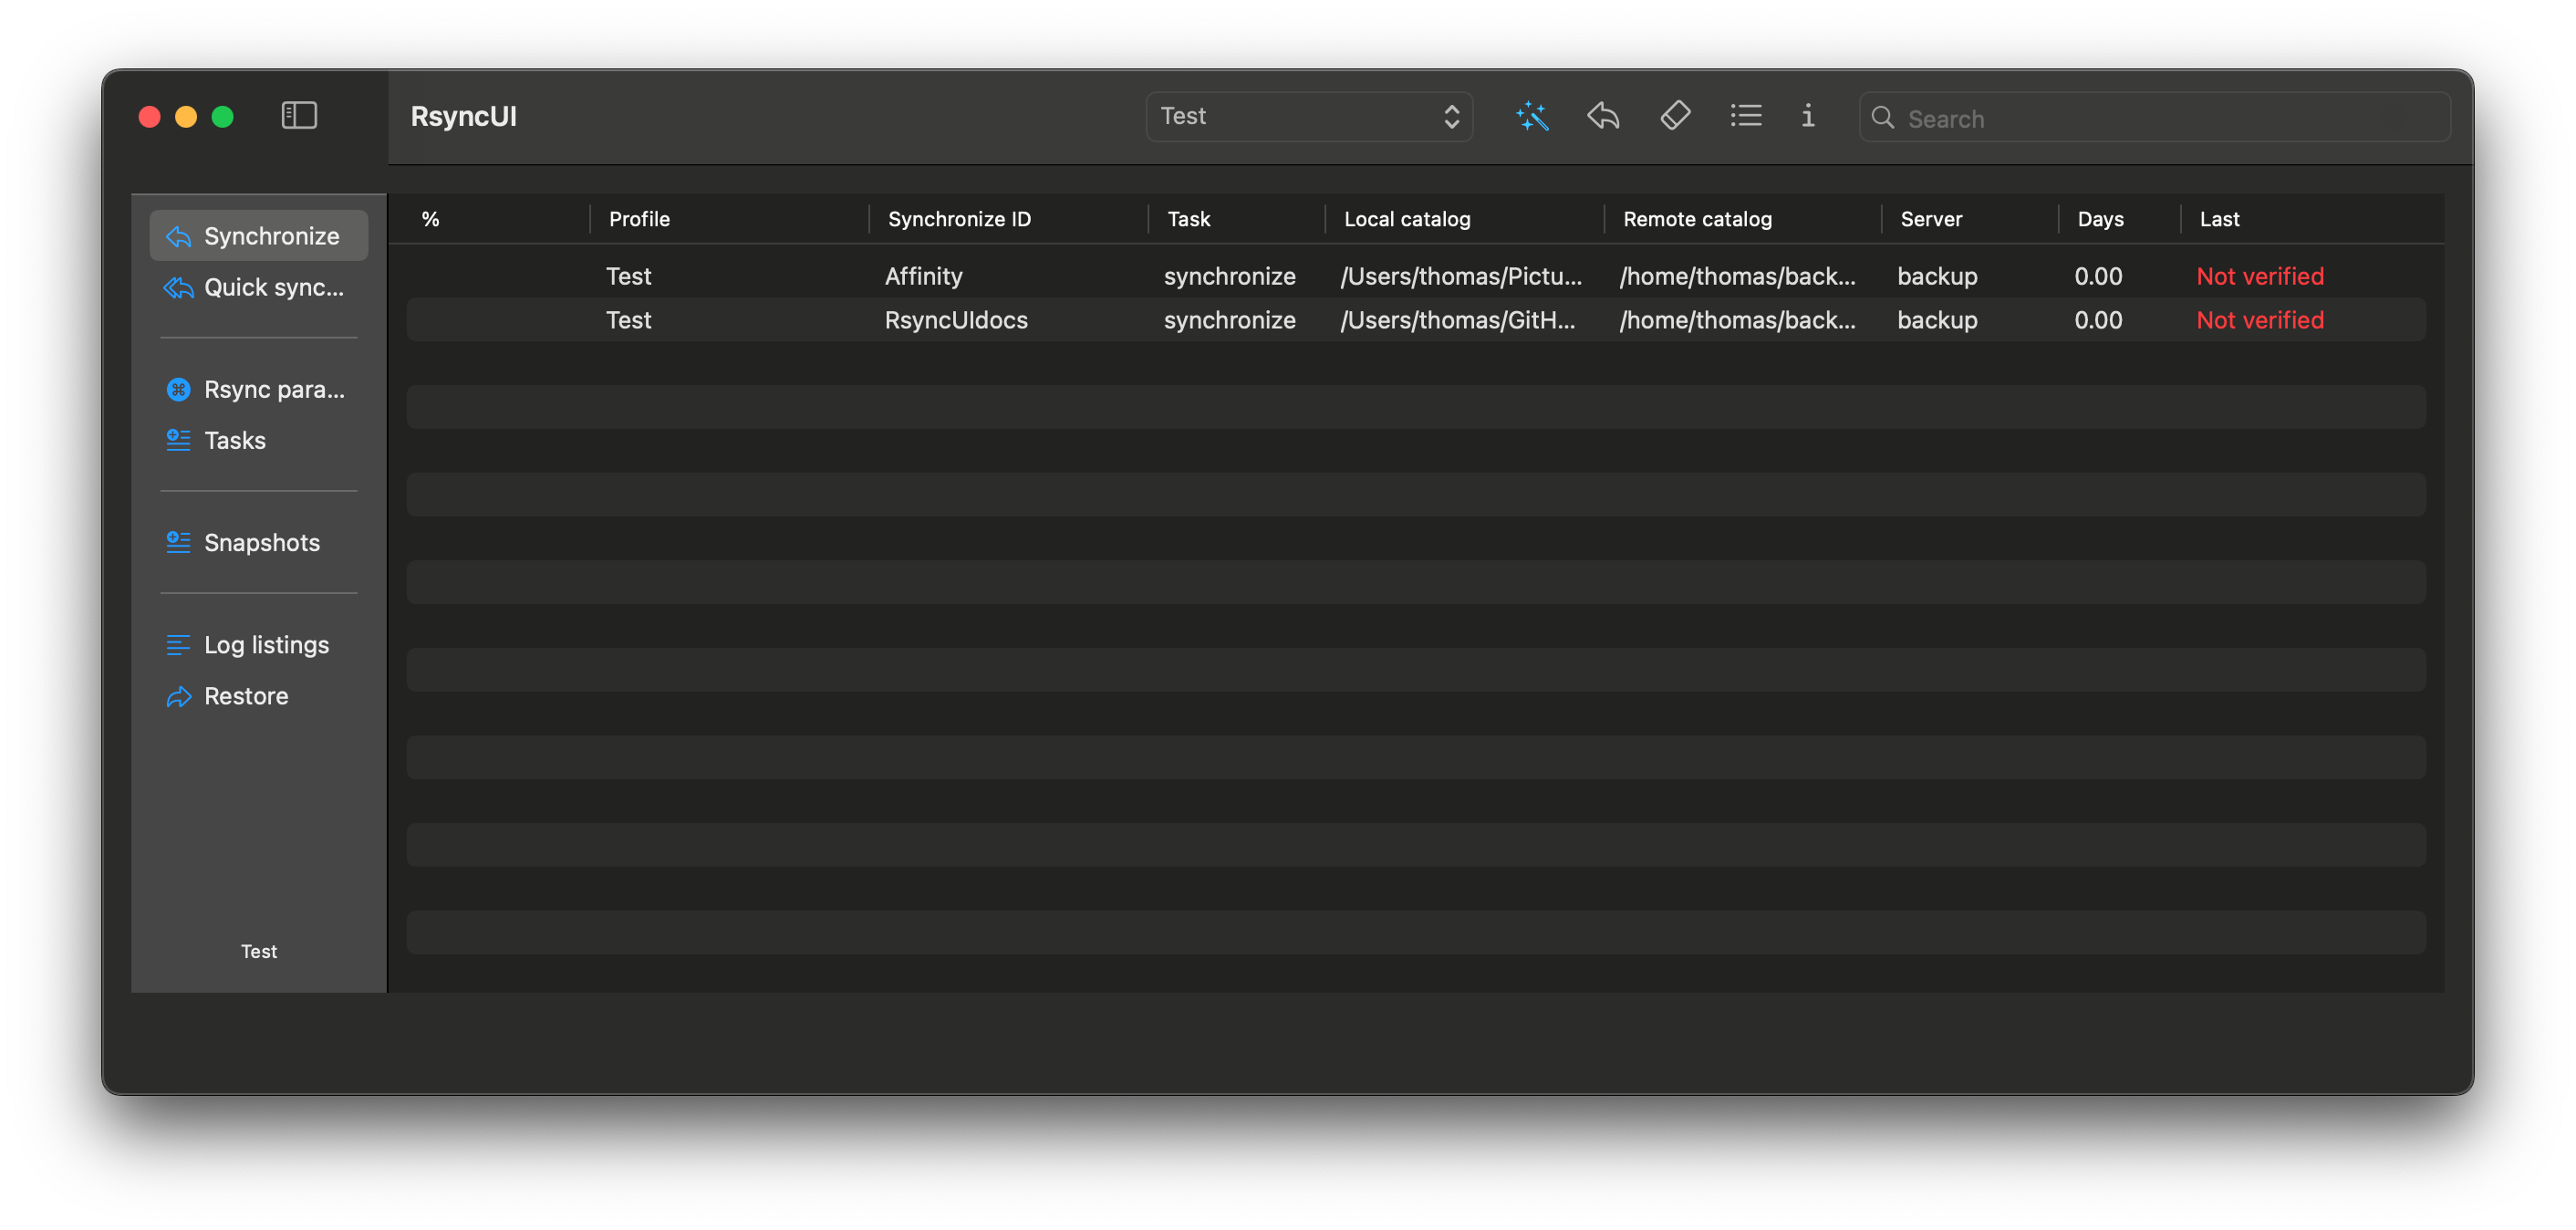 RsyncUI
Test
Search
Synchronize
Quick sync...
Rsync para...
Tasks
Snapshots
Log listings
Restore
Test
% Profile Synchronize ID Task Local catalog Remote catalog Server Days Last
Test Affinity synchronize /Users/thomas/Pictu... /home/thomas/back... backup 0.00 Not verified
Test RsyncUIdocs synchronize /Users/thomas/GitH... /home/thomas/back... backup 0.00 Not verified